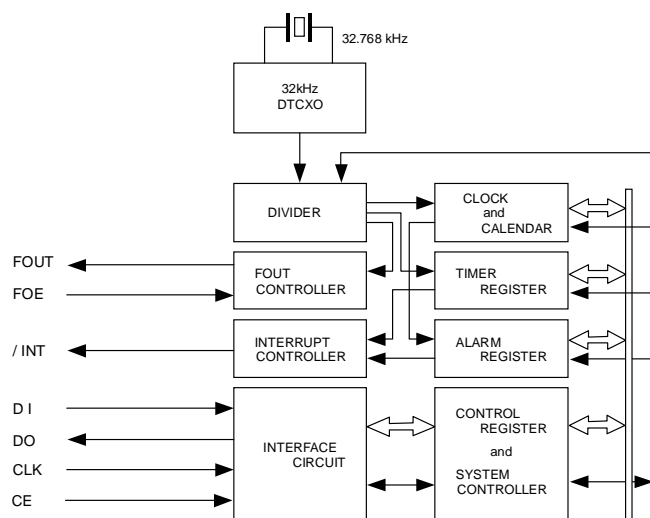 32.768 kHz
32kHz
DTCXO
DIVIDER
CLOCK
and
CALENDAR
FOUT
FOUT
CONTROLLER
TIMER
REGISTER
FOE
/ INT
INTERRUPT
CONTROLLER
ALARM
REGISTER
D I
DO
CLK
CE
INTERFACE
CIRCUIT
CONTROL
REGISTER
and
SYSTEM
CONTROLLER